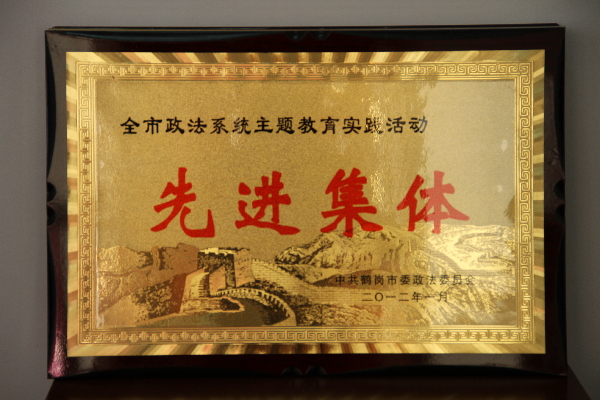 全市政法系统主题教育实践活动
先进集体
中共鹤岗市委政法委员会
二〇一二年一月